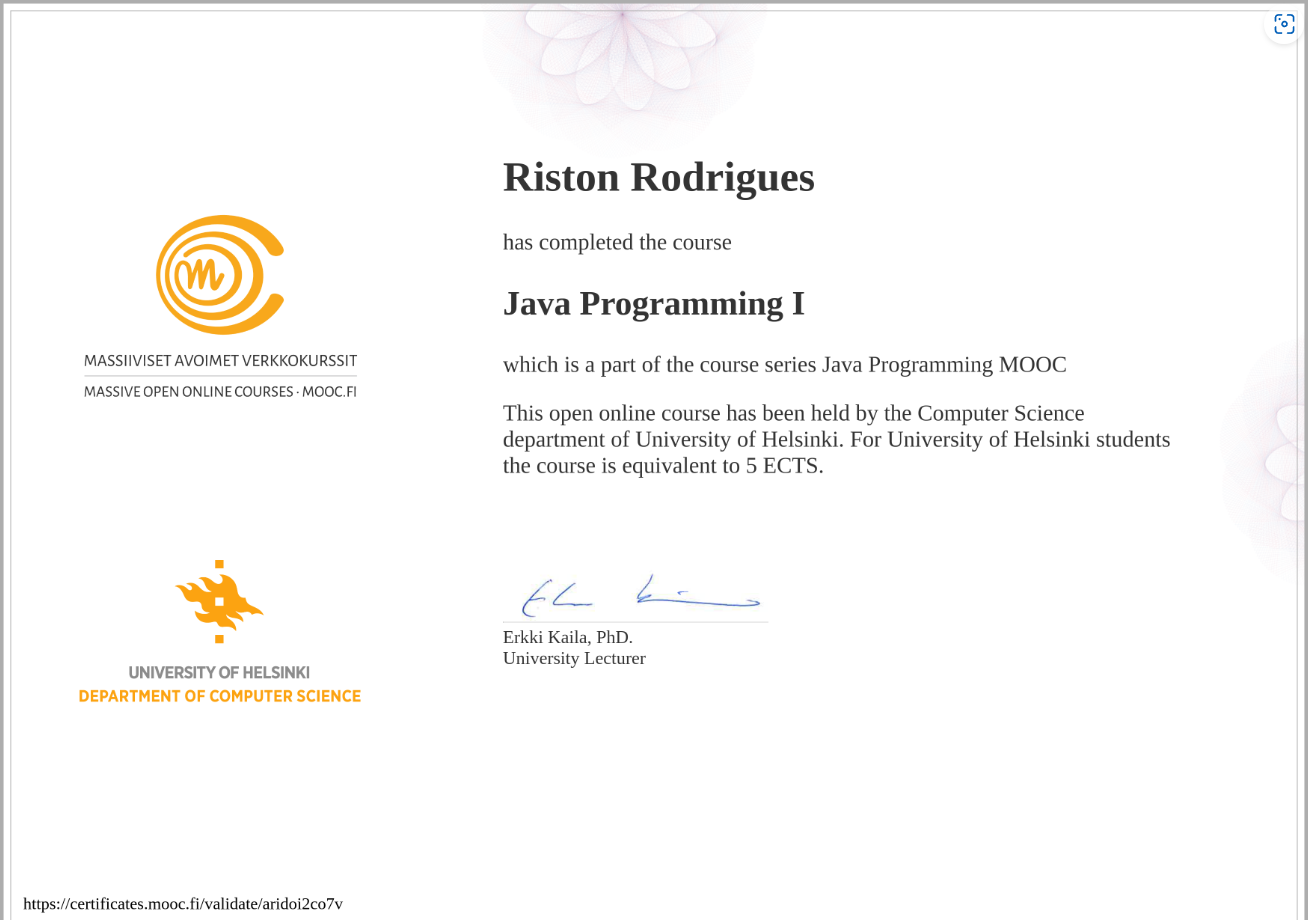 Riston Rodrigues
has completed the course
Java Programming I
which is a part of the course series Java Programming MOOC
This open online course has been held by the Computer Science
department of University of Helsinki. For University of Helsinki students
the course is equivalent to 5 ECTS.
Erkki Kaila, PhD.
University Lecturer
m
MASSIIVISET AVOIMET VERKKOKURSSIT
MASSIVE OPEN ONLINE COURSES · MOOC.FI
UNIVERSITY OF HELSINKI
DEPARTMENT OF COMPUTER SCIENCE
https://certificates.mooc.fi/validate/aridoi2co7v